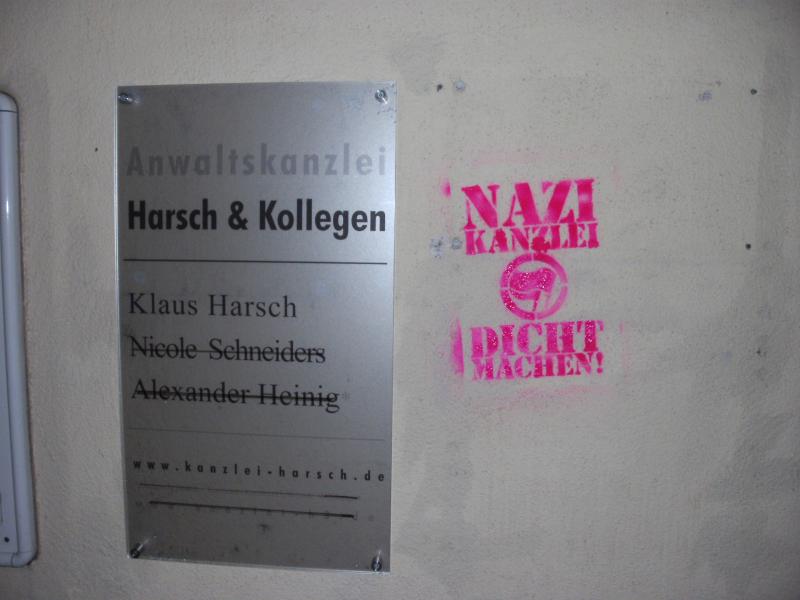 Anwaltskanzlei
Harsch & Kollegen
Klaus Harsch
Nicole Schneiders
Alexander Heinig
www.kanzlei-harsch.de
NAZI
KANZLEI
DICHT
MACHEN!